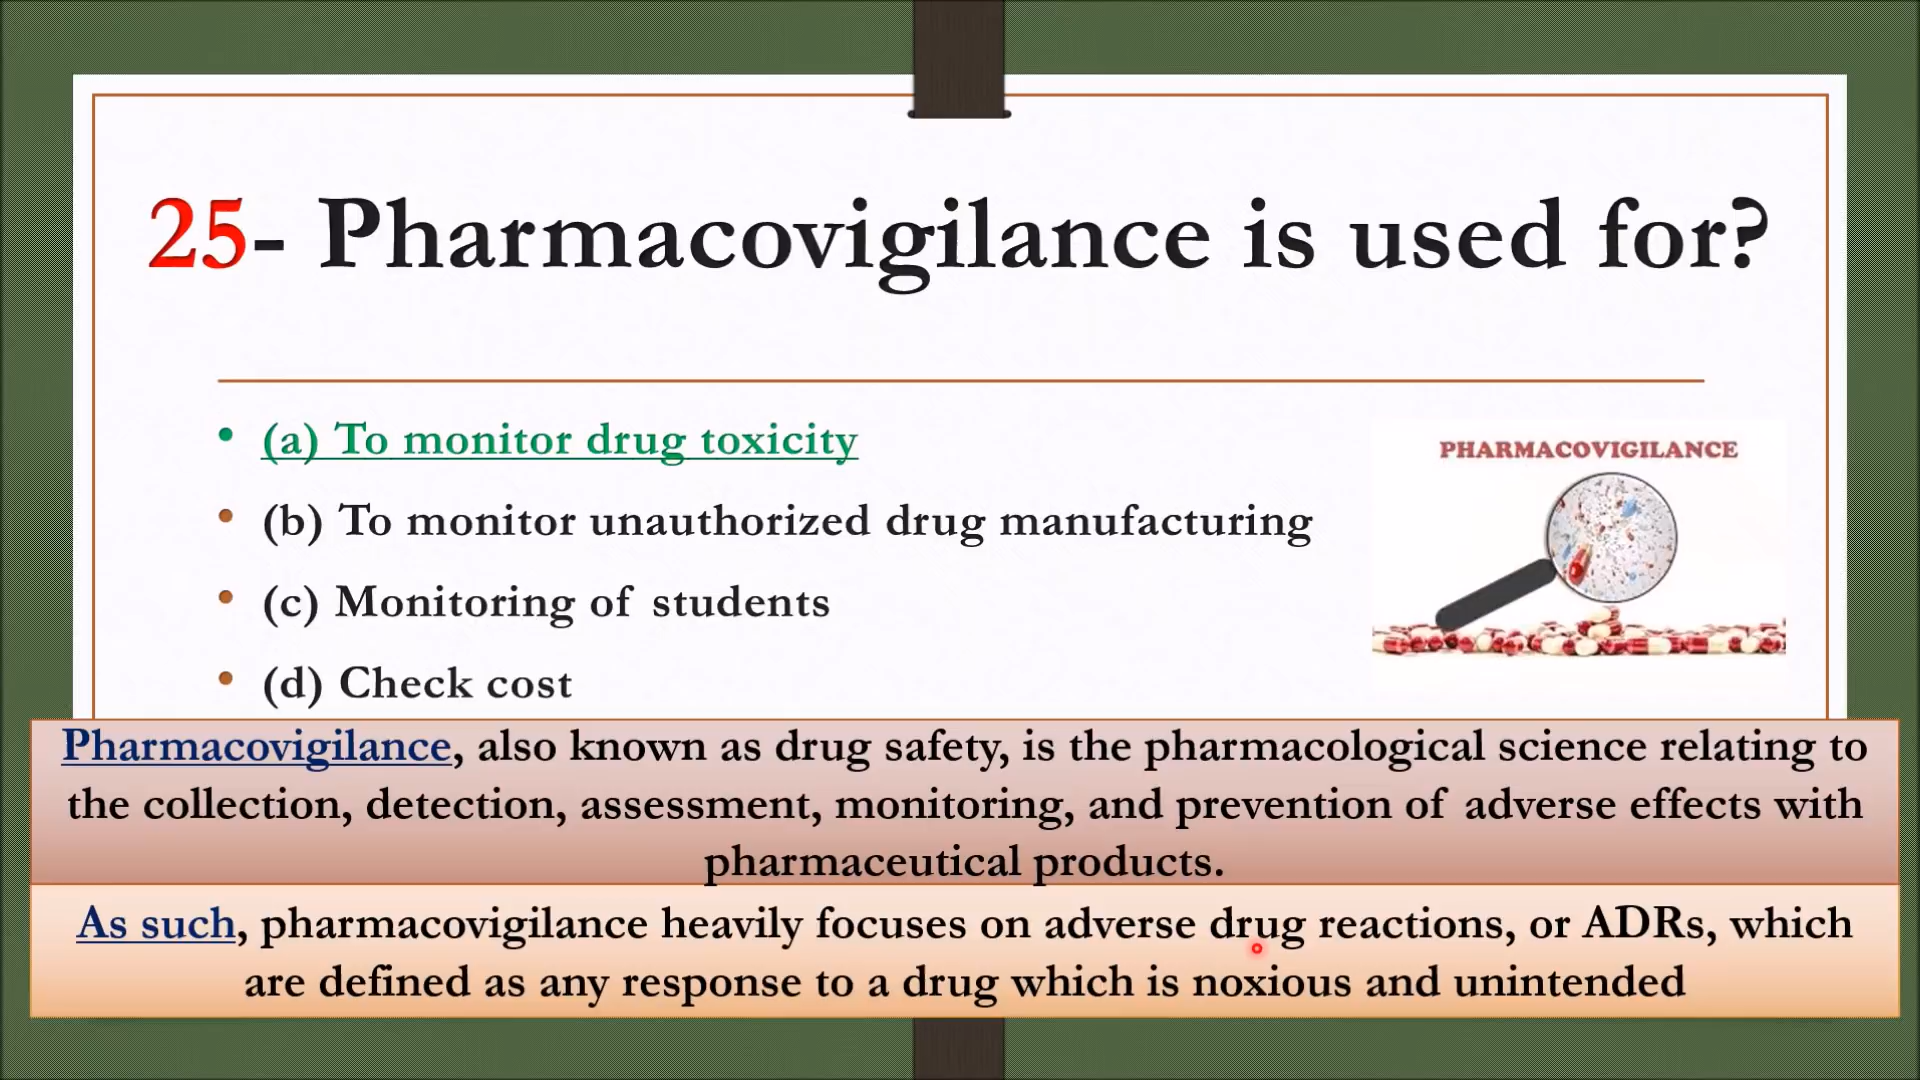 25- Pharmacovigilance is used for?
• (a) To monitor drug toxicity
• (b) To monitor unauthorized drug manufacturing
• (c) Monitoring of students
• (d) Check cost
PHARMACOVIGILANCE
Pharmacovigilance, also known as drug safety, is the pharmacological science relating to
the collection, detection, assessment, monitoring, and prevention of adverse effects with
pharmaceutical products.
As such, pharmacovigilance heavily focuses on adverse drug reactions, or ADRs, which
are defined as any response to a drug which is noxious and unintended